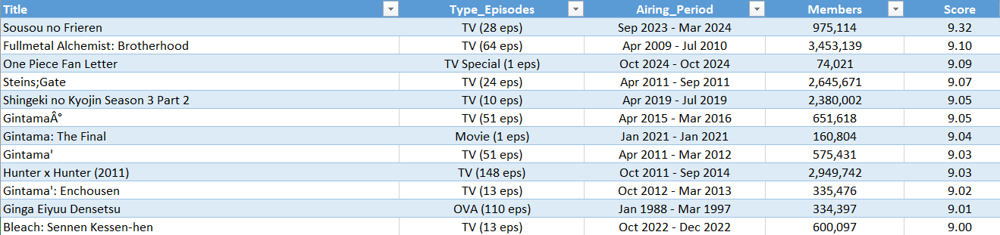 Title Type_Episodes Airing_Period Members Score
Sousou no Frieren TV (28 eps) Sep 2023 - Mar 2024 975,114 9.32
Fullmetal Alchemist: Brotherhood TV (64 eps) Apr 2009 - Jul 2010 3,453,139 9.10
One Piece Fan Letter TV Special (1 eps) Oct 2024 - Oct 2024 74,021 9.09
Steins;Gate TV (24 eps) Apr 2011 - Sep 2011 2,645,671 9.07
Shingeki no Kyojin Season 3 Part 2 TV (10 eps) Apr 2019 - Jul 2019 2,380,002 9.05
GintamaÂ° TV (51 eps) Apr 2015 - Mar 2016 651,618 9.05
Gintama: The Final Movie (1 eps) Jan 2021 - Jan 2021 160,804 9.04
Gintama' TV (51 eps) Apr 2011 - Mar 2012 575,431 9.03
Hunter x Hunter (2011) TV (148 eps) Oct 2011 - Sep 2014 2,949,742 9.03
Gintama': Enchousen TV (13 eps) Oct 2012 - Mar 2013 335,476 9.02
Ginga Eiyuu Densetsu OVA (110 eps) Jan 1988 - Mar 1997 334,397 9.01
Bleach: Sennen Kessen-hen TV (13 eps) Oct 2022 - Dec 2022 600,097 9.00